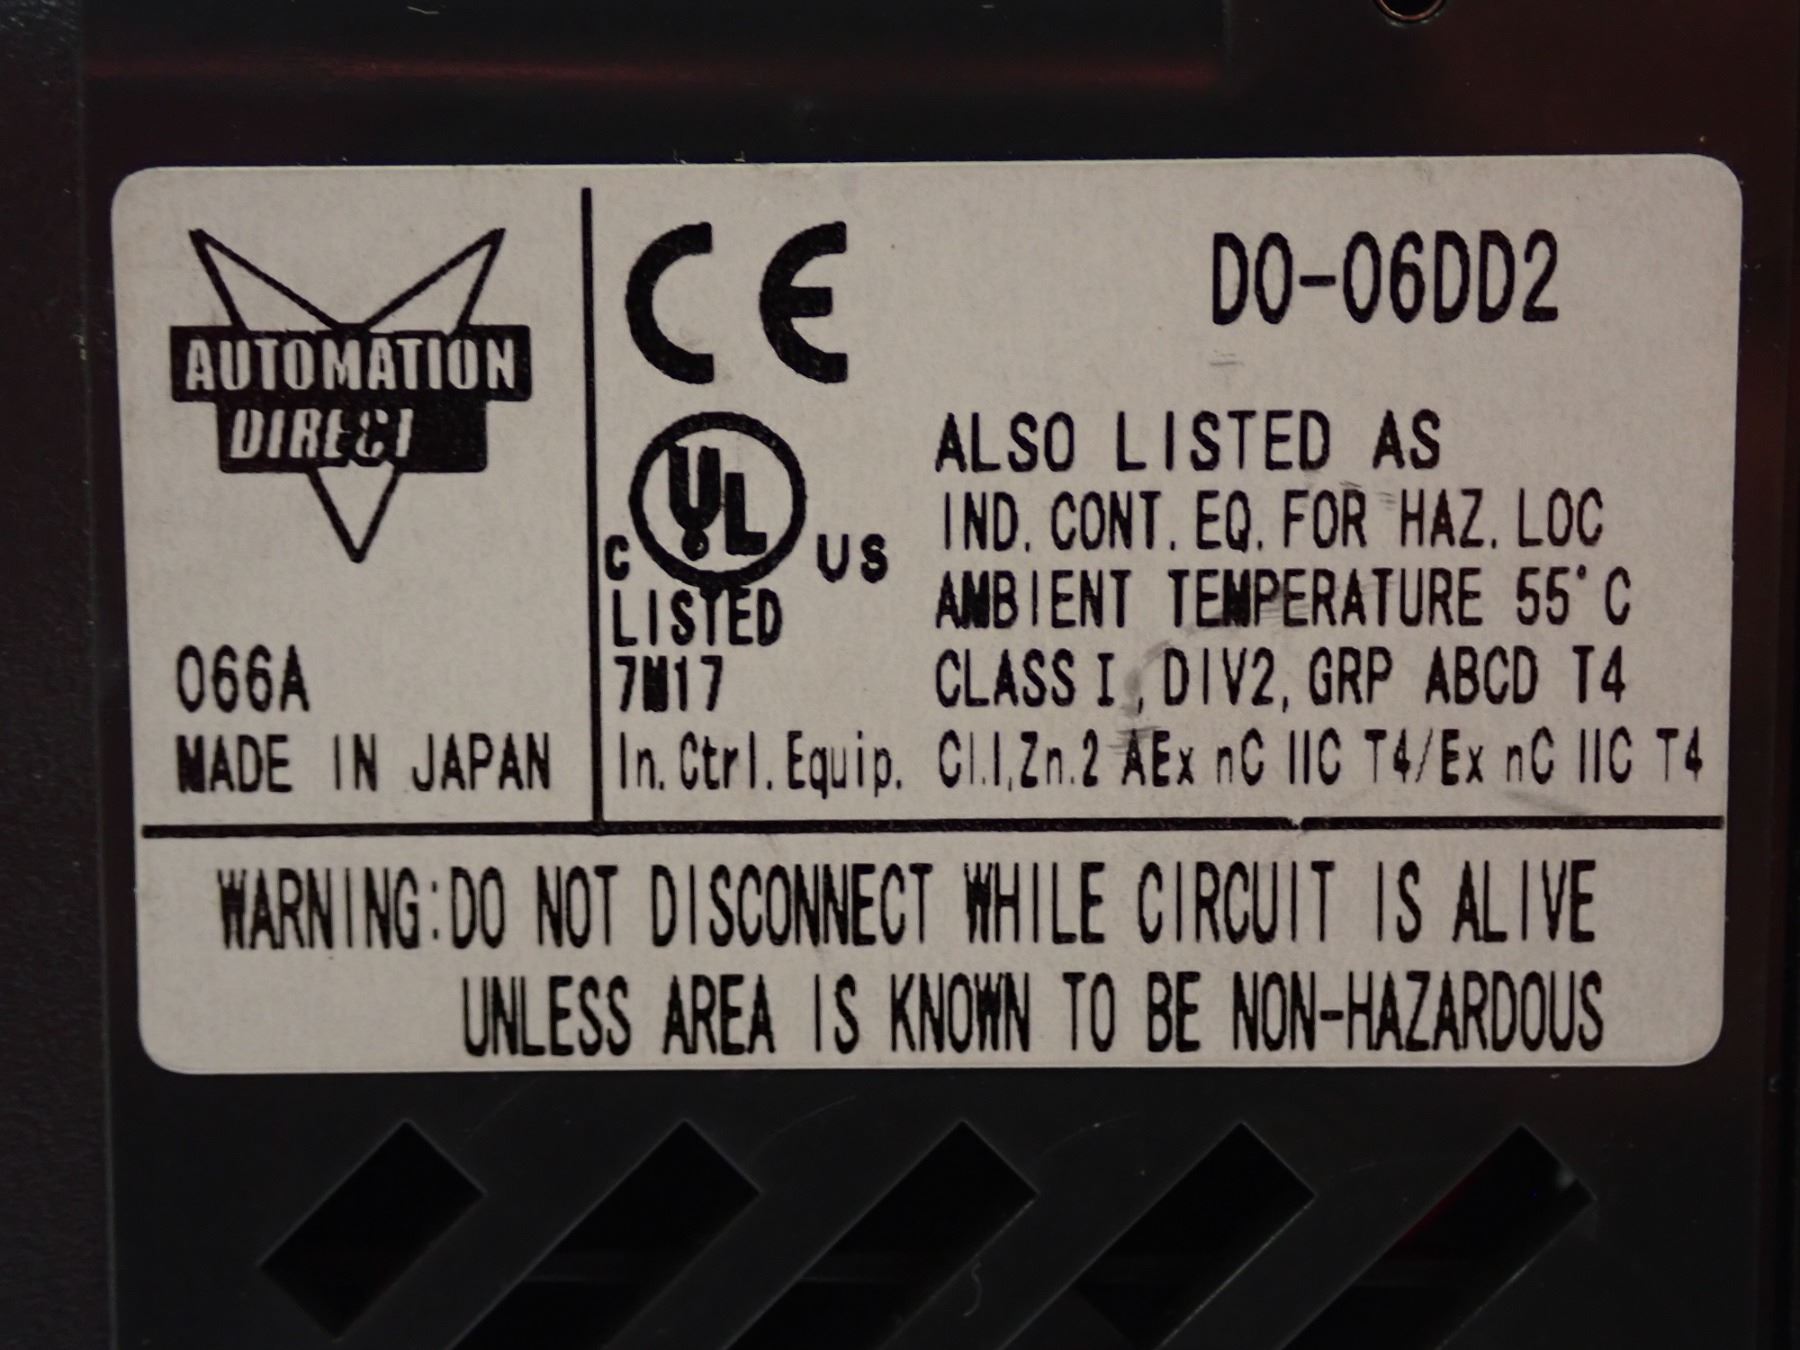 AUTOMATION
DIRECT
066A
MADE IN JAPAN
CE
C UL US
LISTED
7M17
In. Ctrl. Equip.
D0-06DD2
ALSO LISTED AS
IND. CONT. EQ. FOR HAZ. LOC
AMBIENT TEMPERATURE 55°C
CLASS I, DIV2, GRP ABCD T4
Cl.I,Zn.2 AEx nC IIC T4/Ex nC IIC T4
WARNING:DO NOT DISCONNECT WHILE CIRCUIT IS ALIVE
UNLESS AREA IS KNOWN TO BE NON-HAZARDOUS